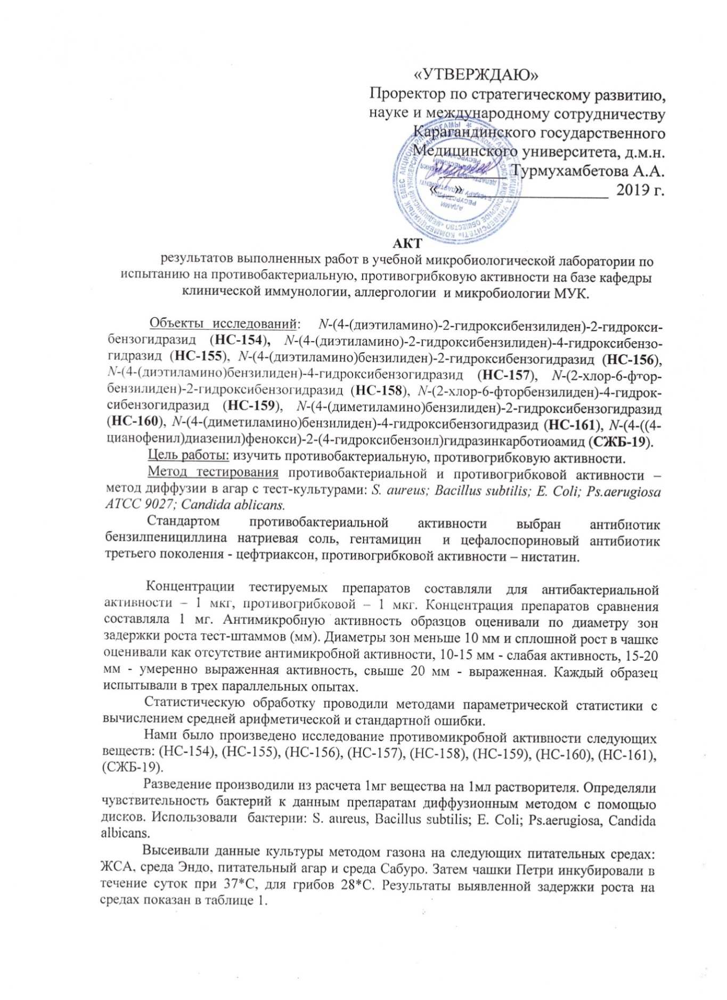 «УТВЕРЖДАЮ»
Проректор по стратегическому развитию,
науке и международному сотрудничеству
Карагандинского государственного
Медицинского университета, д.м.н.
Турмухамбетова А.А.
«__» _________________ 2019 г.
АКТ
результатов выполненных работ в учебной микробиологической лаборатории по
испытанию на противобактериальную, противогрибковую активности на базе кафедры
клинической иммунологии, аллергологии и микробиологии МУК.
Объекты исследований: N-(4-(диэтиламино)-2-гидроксибензилиден)-2-гидрокси-
бензогидразид (НС-154), N-(4-(диэтиламино)-2-гидроксибензилиден)-4-гидроксибензо-
гидразид (НС-155), N-(4-(диэтиламино)бензилиден)-2-гидроксибензогидразид (НС-156),
N-(4-(диэтиламино)бензилиден)-4-гидроксибензогидразид (НС-157), N-(2-хлор-6-фтор-
бензилиден)-2-гидроксибензогидразид (НС-158), N-(2-хлор-6-фторбензилиден)-4-гидрок-
сибензогидразид (НС-159), N-(4-(диметиламино)бензилиден)-2-гидроксибензогидразид
(НС-160), N-(4-(диметиламино)бензилиден)-4-гидроксибензогидразид (НС-161), N-(4-((4-
цианофенил)диазенил)фенокси)-2-(4-гидроксибензоил)гидразинкарботиоамид (СЖБ-19).
Цель работы: изучить противобактериальную, противогрибковую активности.
Метод тестирования противобактериальной и противогрибковой активности –
метод диффузии в агар с тест-культурами: S. aureus; Bacillus subtilis; E. Coli; Ps.aerugiosa
ATCC 9027; Candida ablicans.
Стандартом противобактериальной активности выбран антибиотик
бензилпенициллина натриевая соль, гентамицин и цефалоспориновый антибиотик
третьего поколения - цефтриаксон, противогрибковой активности – нистатин.
Концентрации тестируемых препаратов составляли для антибактериальной
активности – 1 мкг, противогрибковой – 1 мкг. Концентрация препаратов сравнения
составляла 1 мг. Антимикробную активность образцов оценивали по диаметру зон
задержки роста тест-штаммов (мм). Диаметры зон меньше 10 мм и сплошной рост в чашке
оценивали как отсутствие антимикробной активности, 10-15 мм - слабая активность, 15-20
мм - умеренно выраженная активность, свыше 20 мм - выраженная. Каждый образец
испытывали в трех параллельных опытах.
Статистическую обработку проводили методами параметрической статистики с
вычислением средней арифметической и стандартной ошибки.
Нами было произведено исследование противомикробной активности следующих
веществ: (НС-154), (НС-155), (НС-156), (НС-157), (НС-158), (НС-159), (НС-160), (НС-161),
(СЖБ-19).
Разведение производили из расчета 1мг вещества на 1мл растворителя. Определяли
чувствительность бактерий к данным препаратам диффузионным методом с помощью
дисков. Использовали бактерии: S. aureus, Bacillus subtilis; E. Coli; Ps.aerugiosa, Candida
albicans.
Высеивали данные культуры методом газона на следующих питательных средах:
ЖСА, среда Эндо, питательный агар и среда Сабуро. Затем чашки Петри инкубировали в
течение суток при 37*С, для грибов 28*С. Результаты выявленной задержки роста на
средах показан в таблице 1.